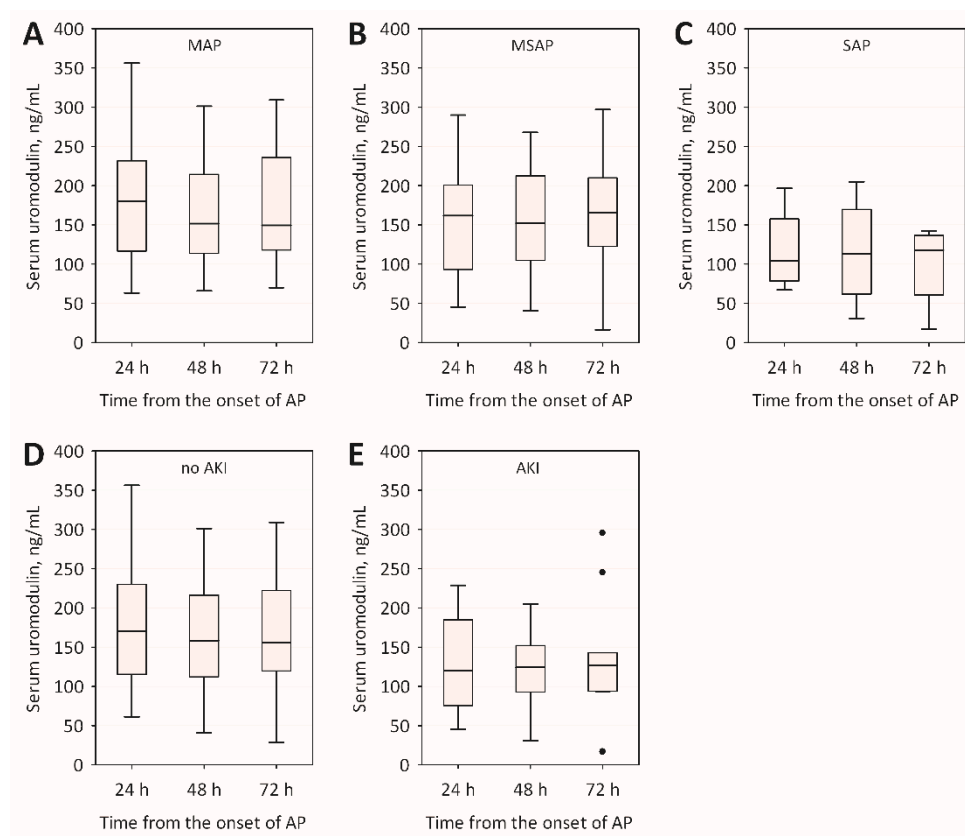 A
MAP
Serum uromodulin, ng/mL
400
350
300
250
200
150
100
50
0
24 h 48 h 72 h
Time from the onset of AP
B
MSAP
Serum uromodulin, ng/mL
400
350
300
250
200
150
100
50
0
24 h 48 h 72 h
Time from the onset of AP
C
SAP
Serum uromodulin, ng/mL
400
350
300
250
200
150
100
50
0
24 h 48 h 72 h
Time from the onset of AP
D
no AKI
Serum uromodulin, ng/mL
400
350
300
250
200
150
100
50
0
24 h 48 h 72 h
Time from the onset of AP
E
AKI
Serum uromodulin, ng/mL
400
350
300
250
200
150
100
50
0
24 h 48 h 72 h
Time from the onset of AP